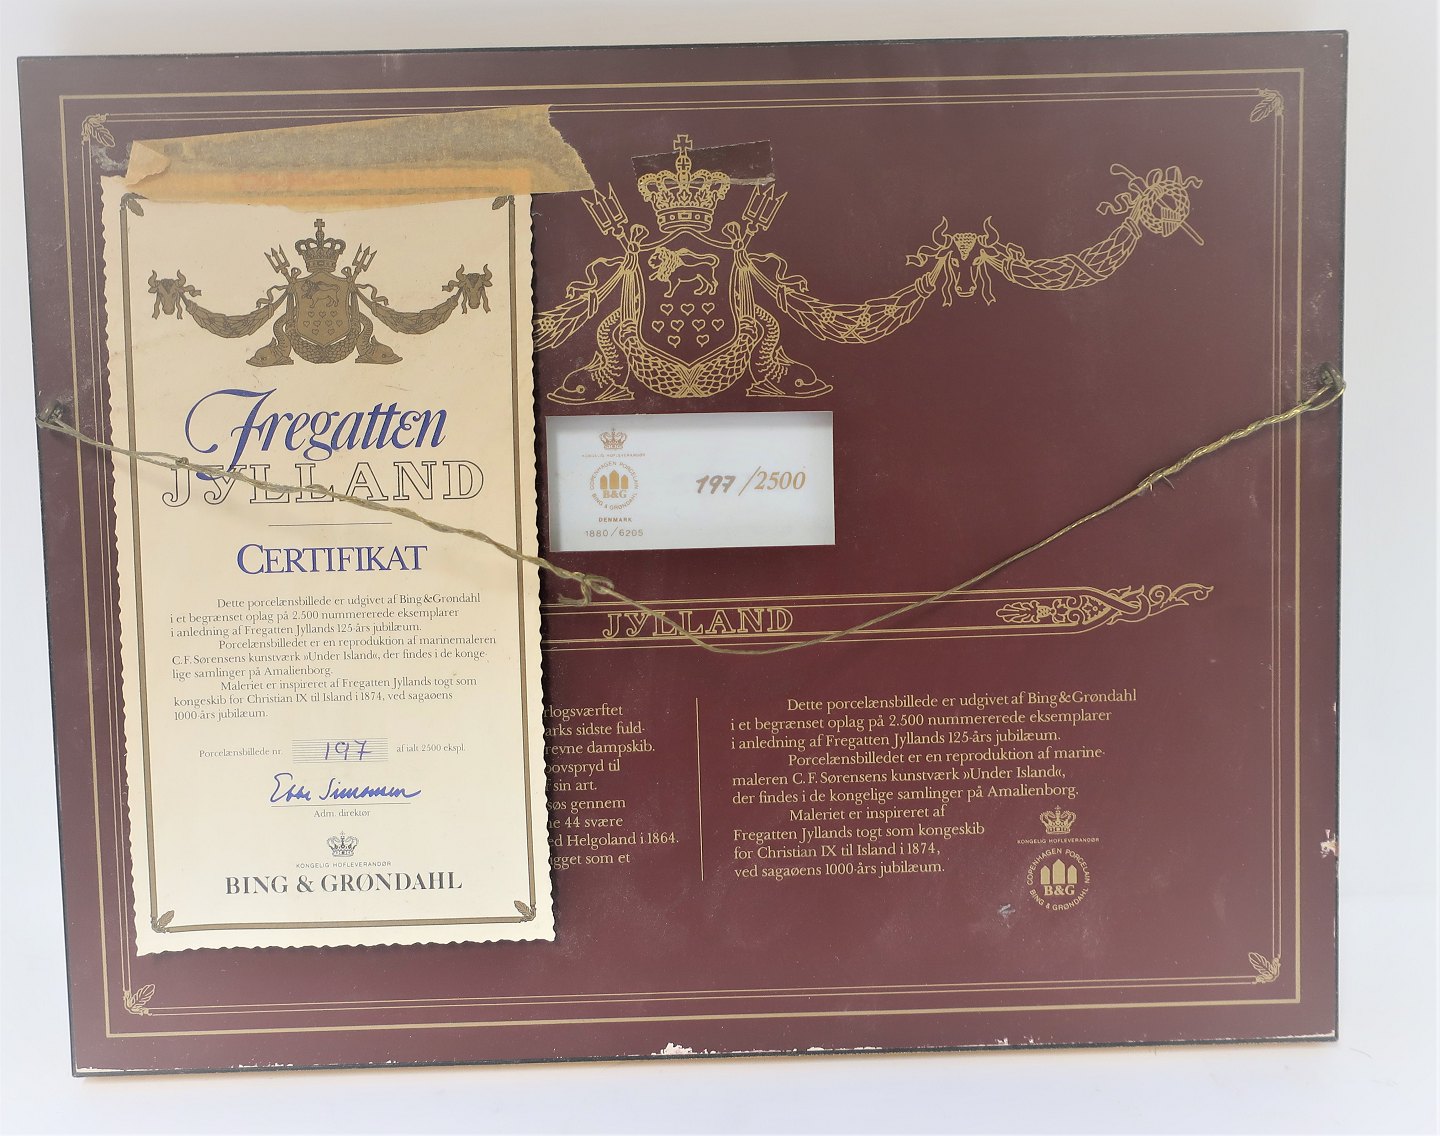 Fregatten
JYLLAND
CERTIFIKAT
Dette porcelænsbillede er udgivet af Bing & Grøndahl
i et begrænset oplag på 2.500 nummererede eksemplarer
i anledning af Fregatten Jyllands 125 års jubilæum.
Porcelænsbilledet er en reproduktion af marinemaleren
C.F. Sørensens kunstværk »Under Island«, der findes i de konge-
lige samlinger på Amalienborg.
Maleriet er inspireret af Fregatten Jyllands togt som
kongeskib for Christian IX til Island i 1874, ved sagaøens
1000-års jubilæum.
Porcelænsbillede nr. 197 af ialt 2500 ekspl.
Ebbe Simonsen
Adm. direktør
KONGELIG HOFLEVERANDØR
BING & GRØNDAHL
KONGELIG HOFLEVERANDØR
COPENHAGEN PORCELAIN
B&G
BING & GRØNDAHL
DENMARK
1880/6205
197/2500
JYLLAND
rlogsværftet
arks sidste fuld-
revne dampskib.
ovspryd til
sin art.
søs gennem
ne 44 svære
ed Helgoland i 1864.
igget som et
Dette porcelænsbillede er udgivet af Bing & Grøndahl
i et begrænset oplag på 2.500 nummererede eksemplarer
i anledning af Fregatten Jyllands 125-års jubilæum.
Porcelænsbilledet er en reproduktion af marine-
maleren C.F. Sørensens kunstværk »Under Island«,
der findes i de kongelige samlinger på Amalienborg.
Maleriet er inspireret af
Fregatten Jyllands togt som kongeskib
for Christian IX til Island i 1874,
ved sagaøens 1000-års jubilæum.
KONGELIG HOFLEVERANDØR
COPENHAGEN PORCELAIN
B&G
BING & GRØNDAHL